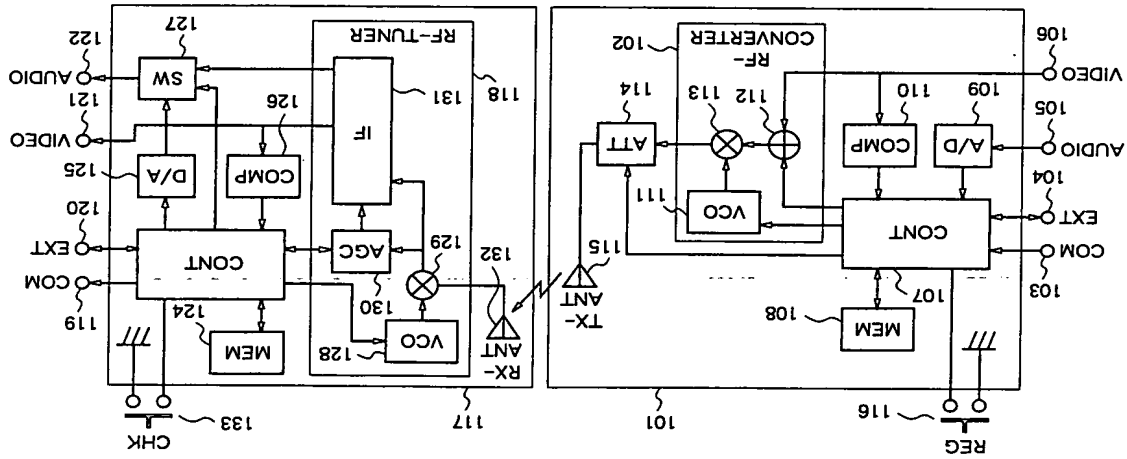 REG
116
CHK
133
101
117
MEM
108
TX-
ANT
115
RX-
ANT
132
VCO
128
MEM
124
COM
103
EXT
104
AUDIO
105
VIDEO
106
CONT
107
A/D
109
COMP
110
VCO
111
112
113
ATT
114
RF-
CONVERTER
102
129
AGC
130
IF
131
RF-TUNER
118
CONT
COMP
126
D/A
125
SW
127
COM
119
EXT
120
VIDEO
121
AUDIO
122